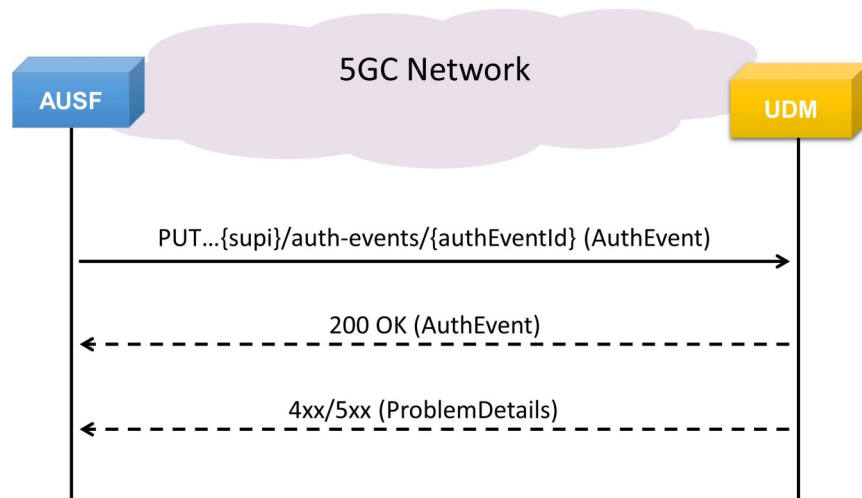 5GC Network
AUSF
UDM
PUT...{supi}/auth-events/{authEventId} (AuthEvent)
200 OK (AuthEvent)
4xx/5xx (ProblemDetails)